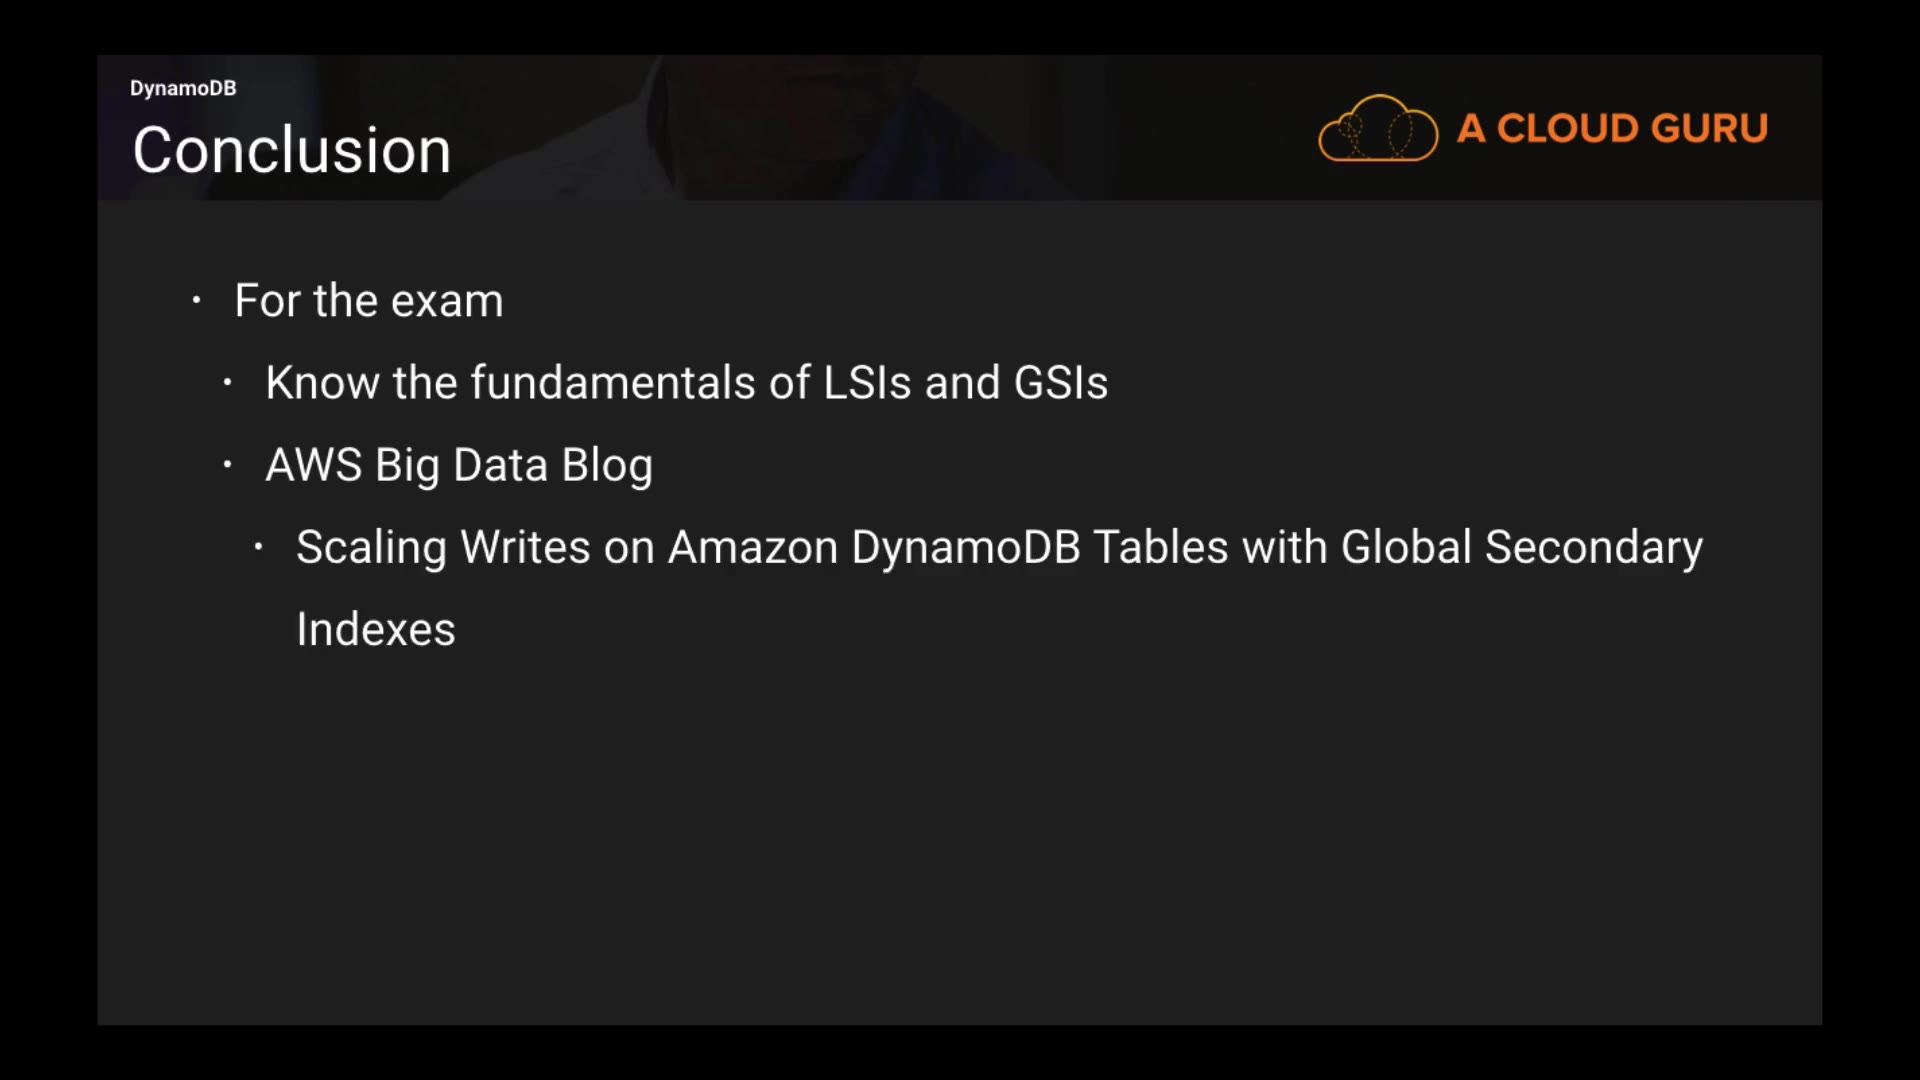 DynamoDB
Conclusion
A CLOUD GURU
• For the exam
• Know the fundamentals of LSIs and GSIs
• AWS Big Data Blog
• Scaling Writes on Amazon DynamoDB Tables with Global Secondary
Indexes